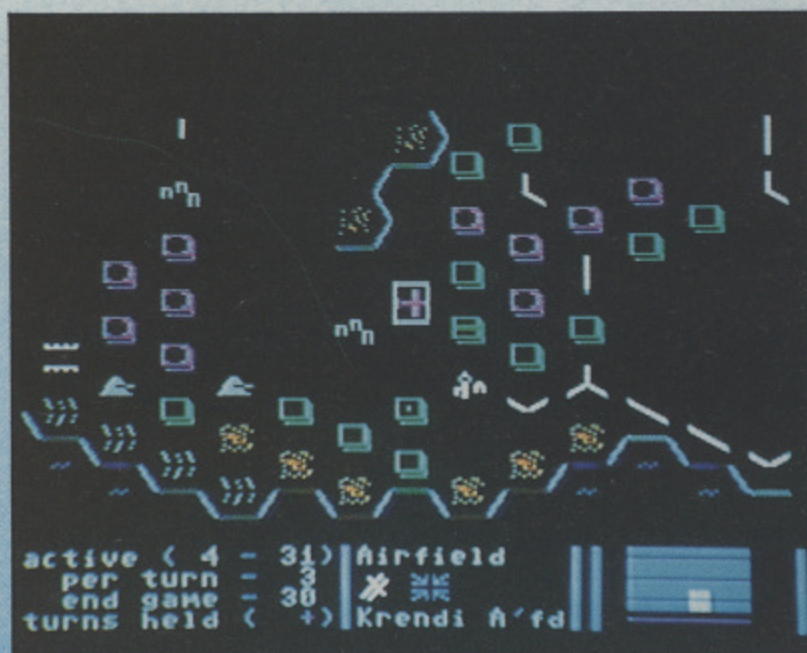 active ( 4 - 31)
per turn - 3
end game - 30
turns held ( +)
Airfield
Krendi A'fd